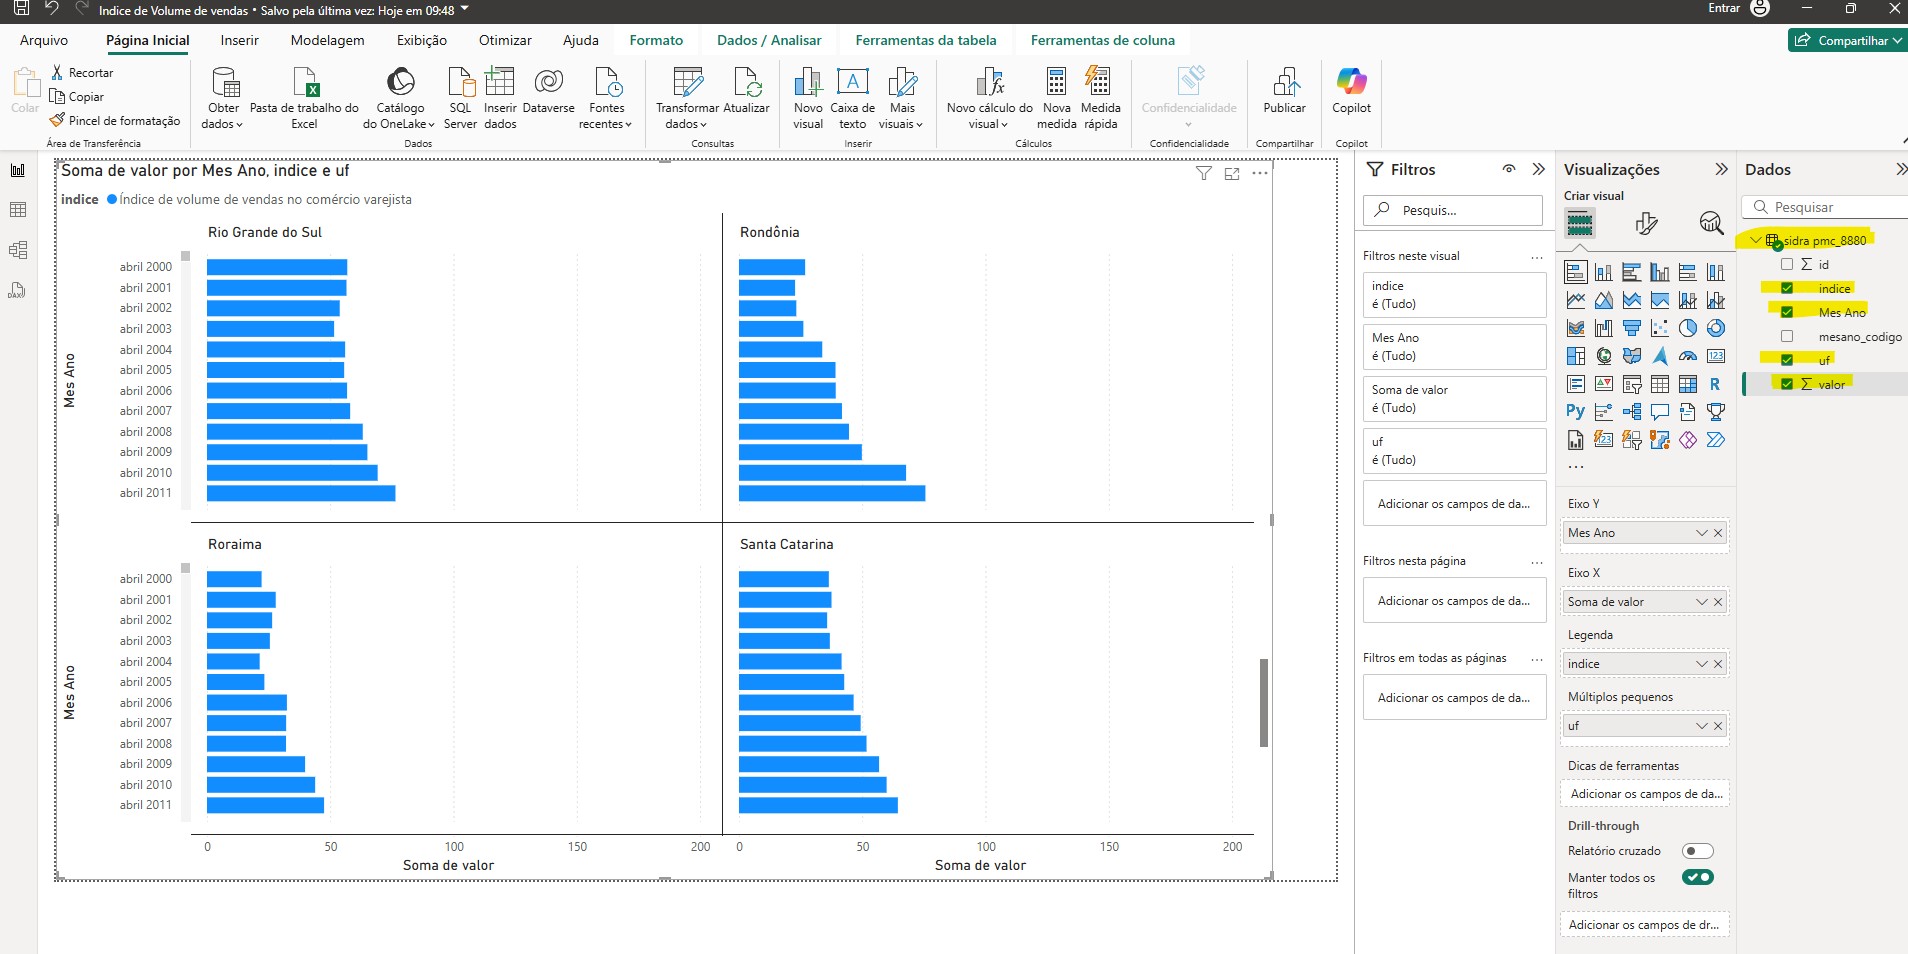 Indice de Volume de vendas • Salvo pela última vez: Hoje em 09:48
Entrar
Arquivo
Página Inicial
Inserir
Modelagem
Exibição
Otimizar
Ajuda
Formato
Dados / Analisar
Ferramentas da tabela
Ferramentas de coluna
Compartilhar
Colar
Recortar
Copiar
Pincel de formatação
Área de Transferência
Obter
dados
Pasta de trabalho do
Excel
Catálogo
do OneLake
SQL
Server
Inserir
dados
Dataverse
Fontes
recentes
Dados
Transformar
dados
Atualizar
Consultas
Novo
visual
Caixa de
texto
Mais
visuais
Inserir
Novo cálculo do
visual
Nova
medida
Medida
rápida
Cálculos
Confidencialidade
Confidencialidade
Publicar
Compartilhar
Copilot
Copilot
Soma de valor por Mes Ano, indice e uf
indice Índice de volume de vendas no comércio varejista
Rio Grande do Sul
Mes Ano
abril 2000
abril 2001
abril 2002
abril 2003
abril 2004
abril 2005
abril 2006
abril 2007
abril 2008
abril 2009
abril 2010
abril 2011
Rondônia
Roraima
Mes Ano
abril 2000
abril 2001
abril 2002
abril 2003
abril 2004
abril 2005
abril 2006
abril 2007
abril 2008
abril 2009
abril 2010
abril 2011
0 50 100 150 200
Soma de valor
Santa Catarina
0 50 100 150 200
Soma de valor
Filtros
Pesquis...
Filtros neste visual
indice
é (Tudo)
Mes Ano
é (Tudo)
Soma de valor
é (Tudo)
uf
é (Tudo)
Adicionar os campos de da...
Filtros nesta página
Adicionar os campos de da...
Filtros em todas as páginas
Adicionar os campos de da...
Visualizações
Criar visual
123
R
Py
123
Eixo Y
Mes Ano
Eixo X
Soma de valor
Legenda
indice
Múltiplos pequenos
uf
Dicas de ferramentas
Adicionar os campos de da...
Drill-through
Relatório cruzado
Manter todos os
filtros
Adicionar os campos de dr...
Dados
Pesquisar
sidra pmc_8880
∑ id
indice
Mes Ano
mesano_codigo
uf
∑ valor
DAX